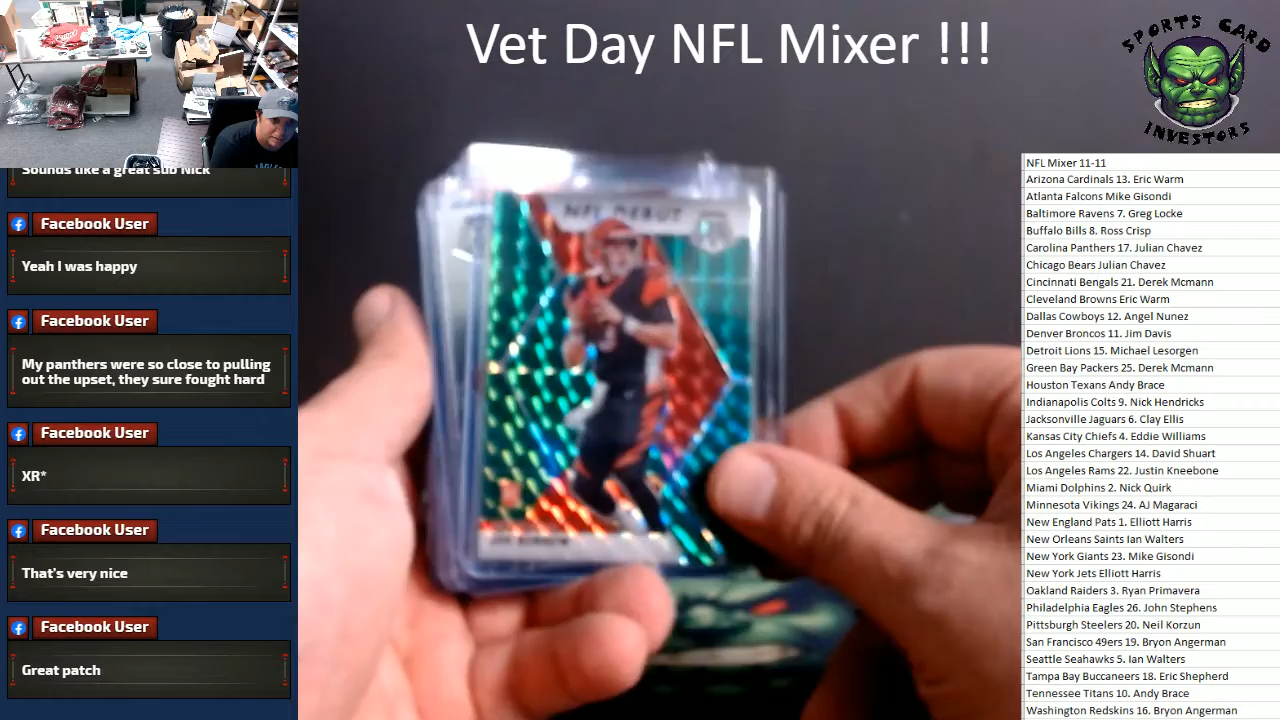 Vet Day NFL Mixer !!!
SPORTS CARD
INVESTORS
Sounds like a great sub Nick
Facebook User
Yeah I was happy
Facebook User
My panthers were so close to pulling
out the upset, they sure fought hard
Facebook User
XR*
Facebook User
That's very nice
Facebook User
Great patch
NFL DEBUT
JOE BURROW
NFL Mixer 11-11
Arizona Cardinals 13. Eric Warm
Atlanta Falcons Mike Gisondi
Baltimore Ravens 7. Greg Locke
Buffalo Bills 8. Ross Crisp
Carolina Panthers 17. Julian Chavez
Chicago Bears Julian Chavez
Cincinnati Bengals 21. Derek Mcmann
Cleveland Browns Eric Warm
Dallas Cowboys 12. Angel Nunez
Denver Broncos 11. Jim Davis
Detroit Lions 15. Michael Lesorgen
Green Bay Packers 25. Derek Mcmann
Houston Texans Andy Brace
Indianapolis Colts 9. Nick Hendricks
Jacksonville Jaguars 6. Clay Ellis
Kansas City Chiefs 4. Eddie Williams
Los Angeles Chargers 14. David Shuart
Los Angeles Rams 22. Justin Kneebone
Miami Dolphins 2. Nick Quirk
Minnesota Vikings 24. AJ Magaraci
New England Pats 1. Elliott Harris
New Orleans Saints Ian Walters
New York Giants 23. Mike Gisondi
New York Jets Elliott Harris
Oakland Raiders 3. Ryan Primavera
Philadelphia Eagles 26. John Stephens
Pittsburgh Steelers 20. Neil Korzun
San Francisco 49ers 19. Bryon Angerman
Seattle Seahawks 5. Ian Walters
Tampa Bay Buccaneers 18. Eric Shepherd
Tennessee Titans 10. Andy Brace
Washington Redskins 16. Bryon Angerman